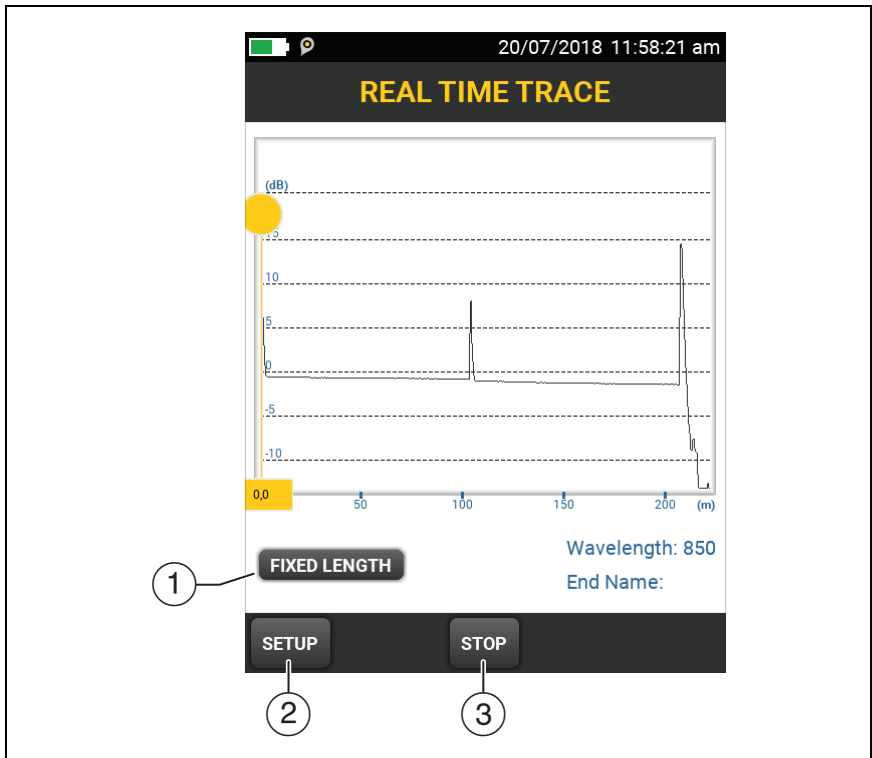 20/07/2018 11:58:21 am
REAL TIME TRACE
(dB)
15
10
5
0
-5
-10
0,0
50 100 150 200 (m)
FIXED LENGTH
Wavelength: 850
End Name:
1
SETUP
STOP
2
3